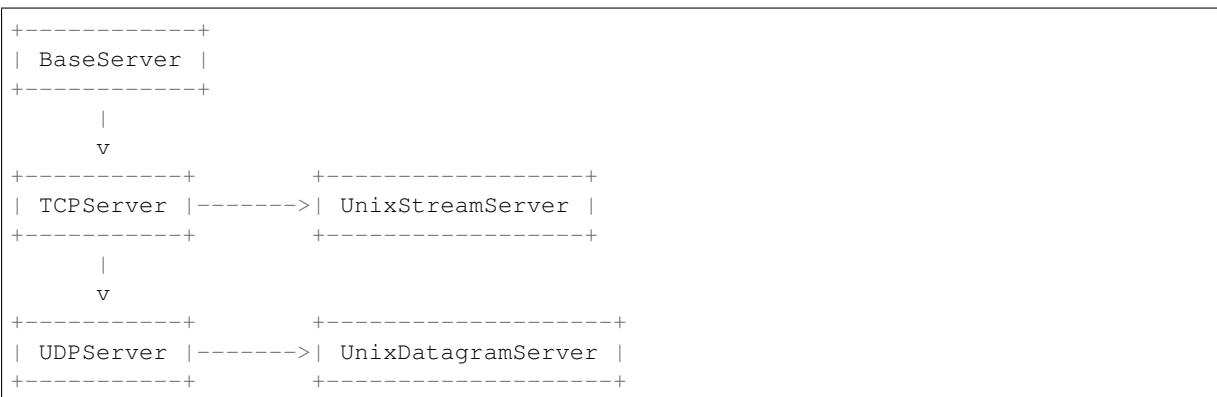 +------------+
| BaseServer |
+------------+
      |
      v
+-----------+        +------------------+
| TCPServer |------->| UnixStreamServer |
+-----------+        +------------------+
      |
      v
+-----------+        +--------------------+
| UDPServer |------->| UnixDatagramServer |
+-----------+        +--------------------+